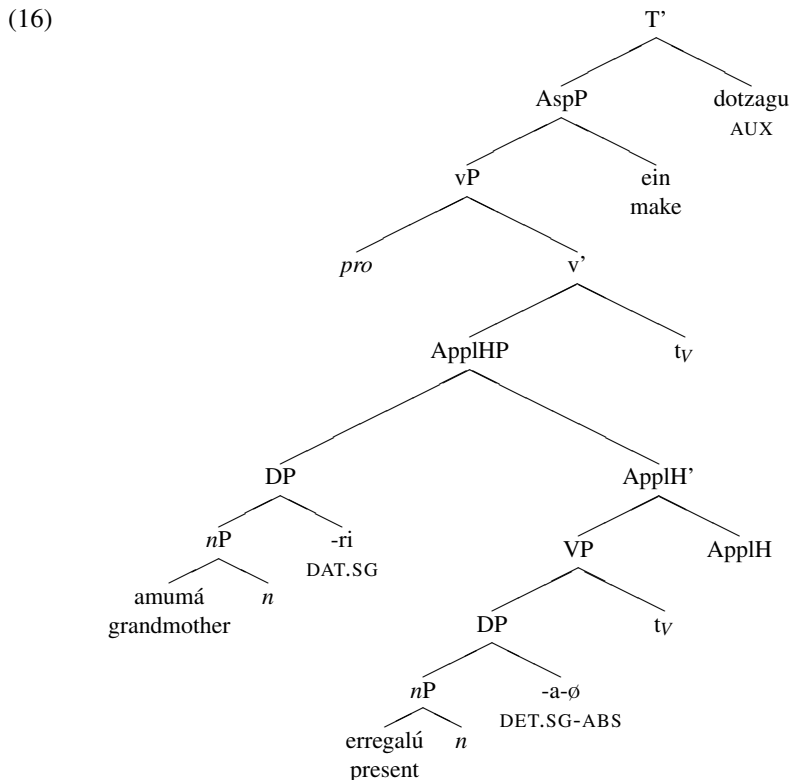 (16) T'
AspP dotzagu
AUX
vP ein
make
pro v'
ApplHP tV
DP ApplH'
nP -ri VP ApplH
DAT.SG
amumá n DP tV
grandmother
nP -a-ø
DET.SG-ABS
erregalú n
present